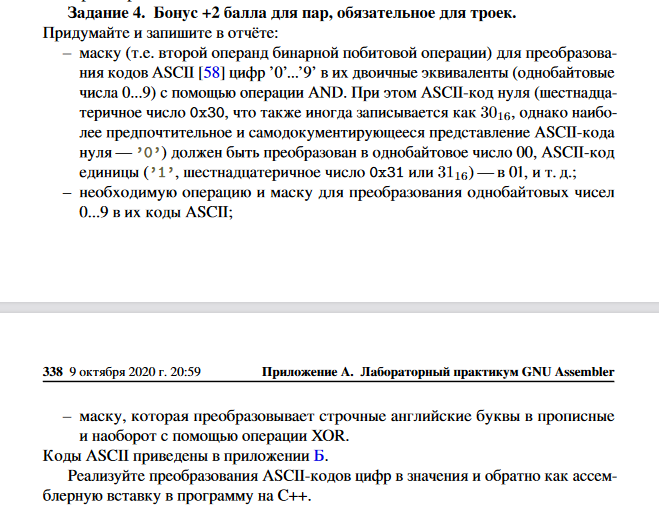 Задание 4. Бонус +2 балла для пар, обязательное для троек.
Придумайте и запишите в отчёте:
– маску (т.е. второй операнд бинарной побитовой операции) для преобразова-
ния кодов ASCII [58] цифр ’0’...’9’ в их двоичные эквиваленты (однобайтовые
числа 0...9) с помощью операции AND. При этом ASCII-код нуля (шестнадца-
теричное число 0x30, что также иногда записывается как 30₁₆, однако наибо-
лее предпочтительное и самодокументирующееся представление ASCII-кода
нуля — ’0’) должен быть преобразован в однобайтовое число 00, ASCII-код
единицы (’1’, шестнадцатеричное число 0x31 или 31₁₆) — в 01, и т. д.;
– необходимую операцию и маску для преобразования однобайтовых чисел
0...9 в их коды ASCII;
338 9 октября 2020 г. 20:59 Приложение А. Лабораторный практикум GNU Assembler
– маску, которая преобразовывает строчные английские буквы в прописные
и наоборот с помощью операции XOR.
Коды ASCII приведены в приложении Б.
Реализуйте преобразования ASCII-кодов цифр в значения и обратно как ассем-
блерную вставку в программу на C++.